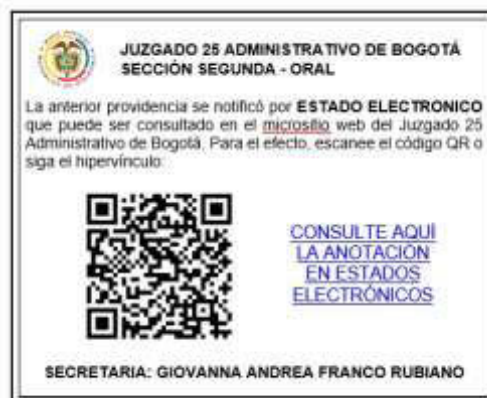 JUZGADO 25 ADMINISTRATIVO DE BOGOTÁ
SECCIÓN SEGUNDA - ORAL
La anterior providencia se notificó por ESTADO ELECTRONICO
que puede ser consultado en el micrositio web del Juzgado 25
Administrativo de Bogotá. Para el efecto, escanee el código QR o
siga el hipervínculo:
CONSULTE AQUÍ
LA ANOTACIÓN
EN ESTADOS
ELECTRÓNICOS
SECRETARIA: GIOVANNA ANDREA FRANCO RUBIANO